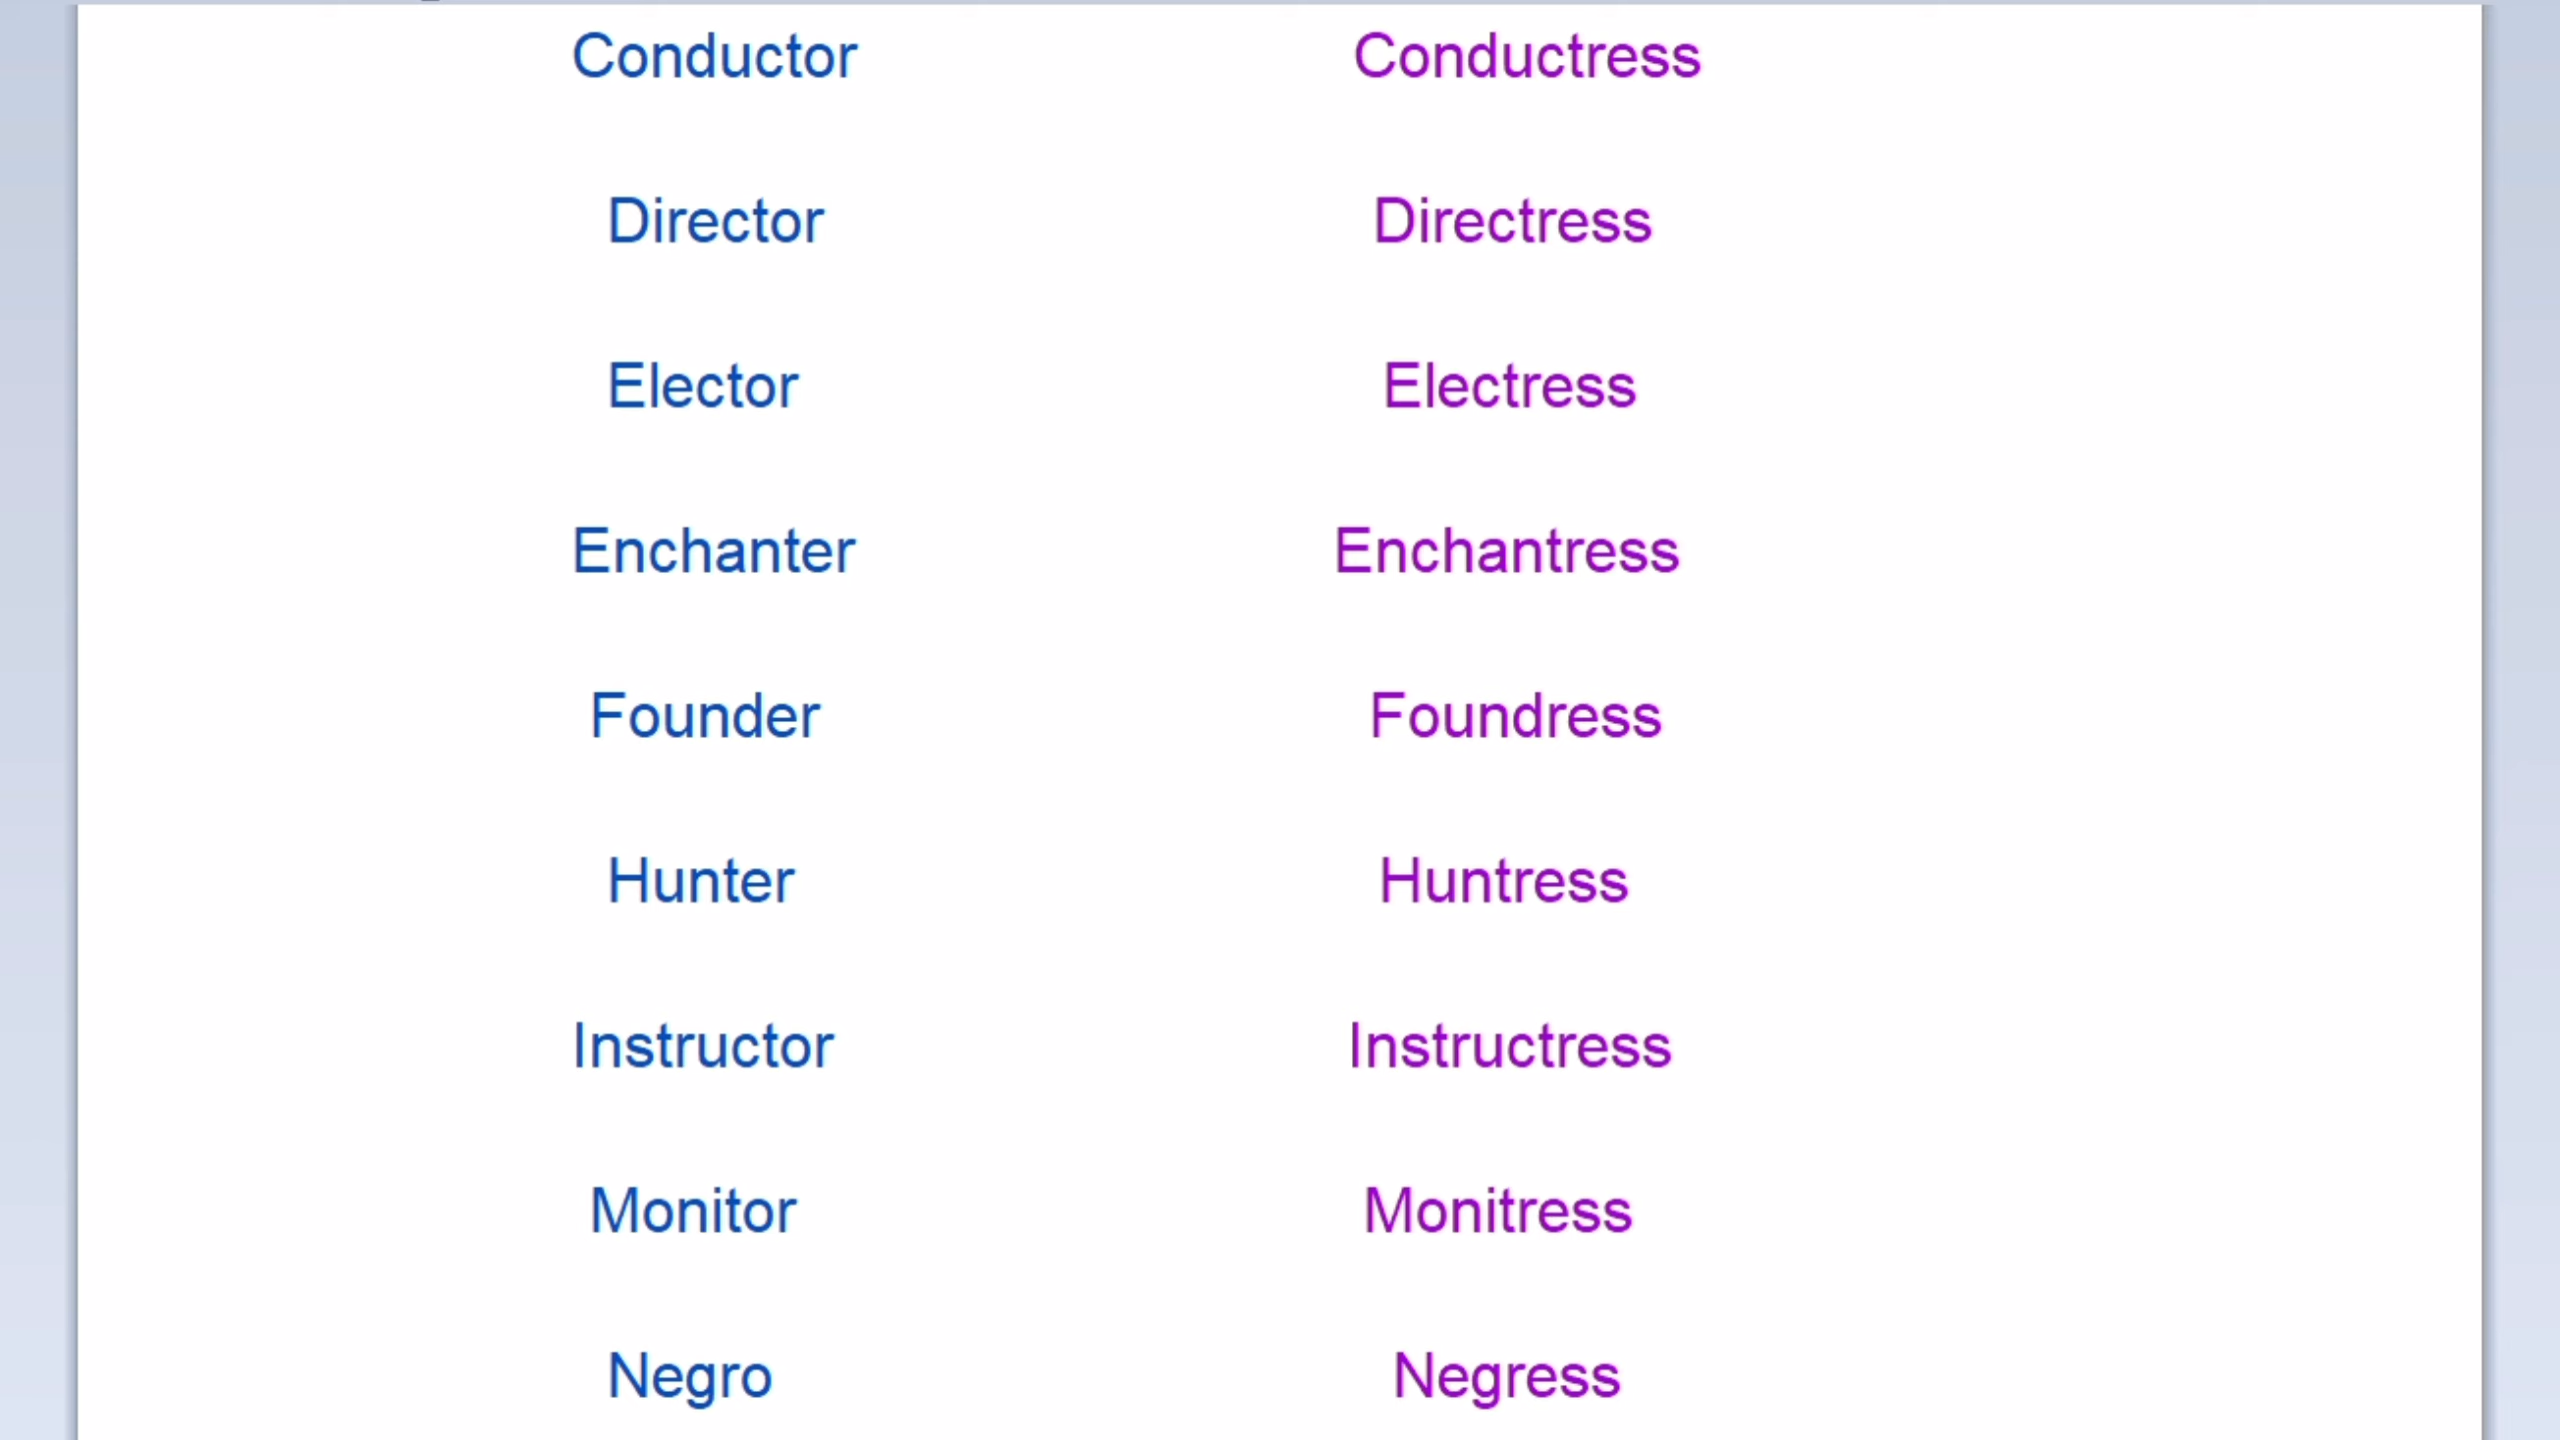 Conductor Conductress
Director Directress
Elector Electress
Enchanter Enchantress
Founder Foundress
Hunter Huntress
Instructor Instructress
Monitor Monitress
Negro Negress